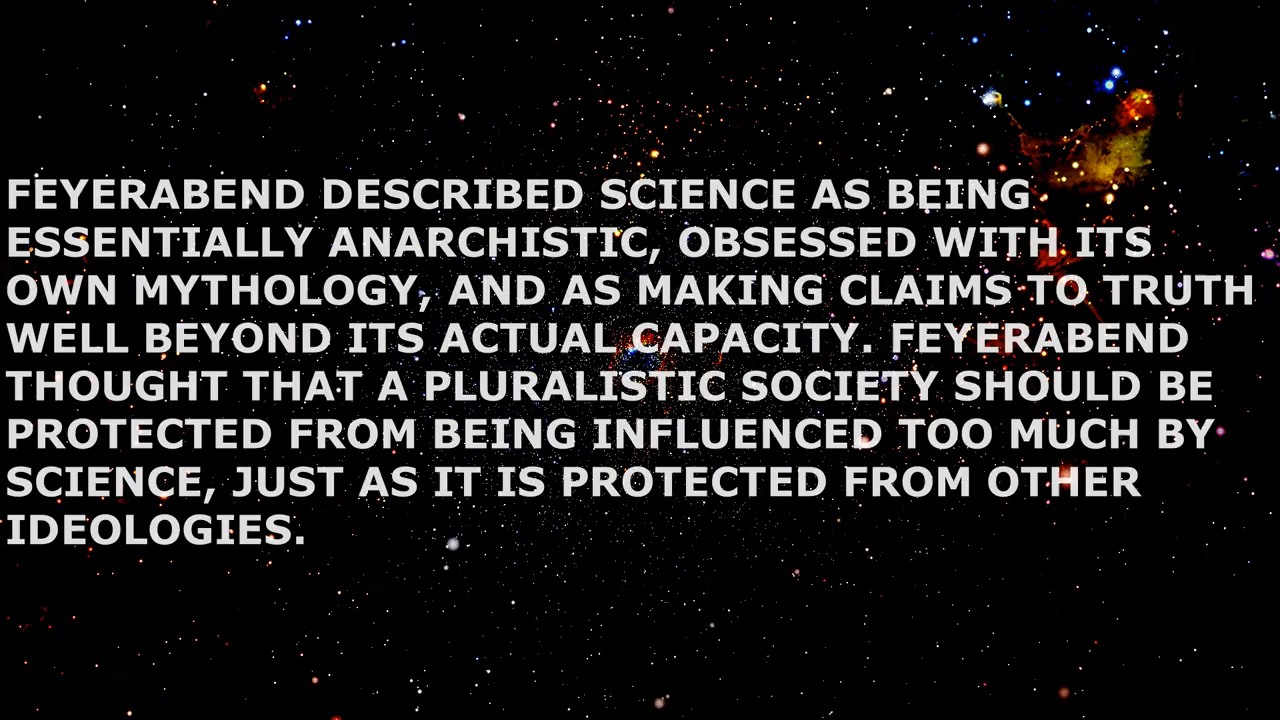 FEYERABEND DESCRIBED SCIENCE AS BEING
ESSENTIALLY ANARCHISTIC, OBSESSED WITH ITS
OWN MYTHOLOGY, AND AS MAKING CLAIMS TO TRUTH
WELL BEYOND ITS ACTUAL CAPACITY. FEYERABEND
THOUGHT THAT A PLURALISTIC SOCIETY SHOULD BE
PROTECTED FROM BEING INFLUENCED TOO MUCH BY
SCIENCE, JUST AS IT IS PROTECTED FROM OTHER
IDEOLOGIES.